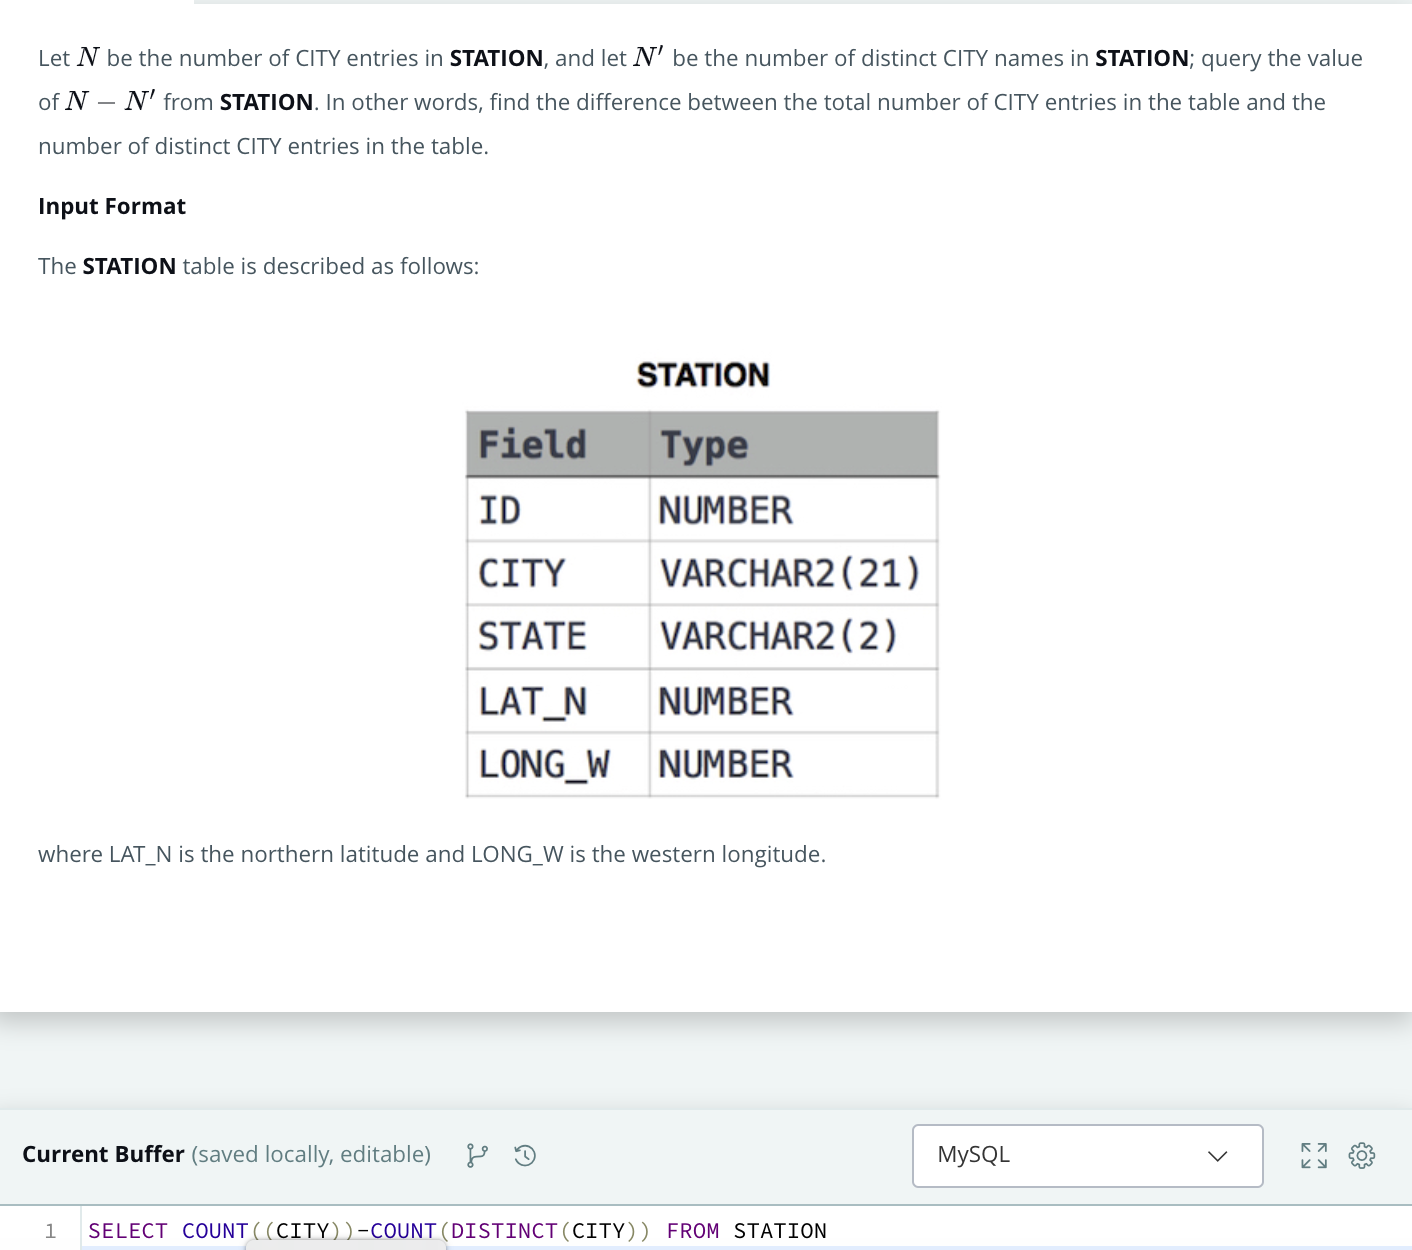 Let N be the number of CITY entries in STATION, and let N′ be the number of distinct CITY names in STATION; query the value
of N − N′ from STATION. In other words, find the difference between the total number of CITY entries in the table and the
number of distinct CITY entries in the table.
Input Format
The STATION table is described as follows:
STATION
Field Type
ID NUMBER
CITY VARCHAR2(21)
STATE VARCHAR2(2)
LAT_N NUMBER
LONG_W NUMBER
where LAT_N is the northern latitude and LONG_W is the western longitude.
Current Buffer (saved locally, editable) MySQL
1 SELECT COUNT((CITY))-COUNT(DISTINCT(CITY)) FROM STATION